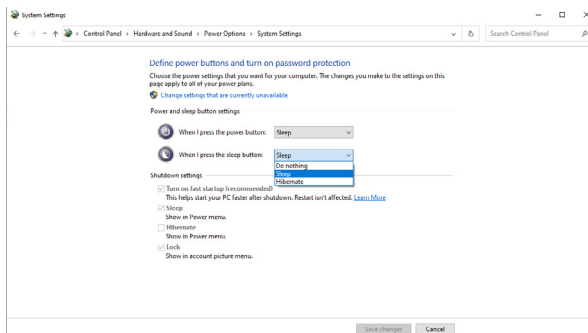 System Settings
Control Panel > Hardware and Sound > Power Options > System Settings
Search Control Panel
Define power buttons and turn on password protection
Choose the power settings that you want for your computer. The changes you make to the settings on this
page apply to all of your power plans.
Change settings that are currently unavailable
Power and sleep button settings
When I press the power button: Sleep
When I press the sleep button: Sleep
Do nothing
Sleep
Hibernate
Shutdown settings
Turn on fast startup (recommended)
This helps start your PC faster after shutdown. Restart isn't affected. Learn More
Sleep
Show in Power menu.
Hibernate
Show in Power menu.
Lock
Show in account picture menu.
Save changes Cancel